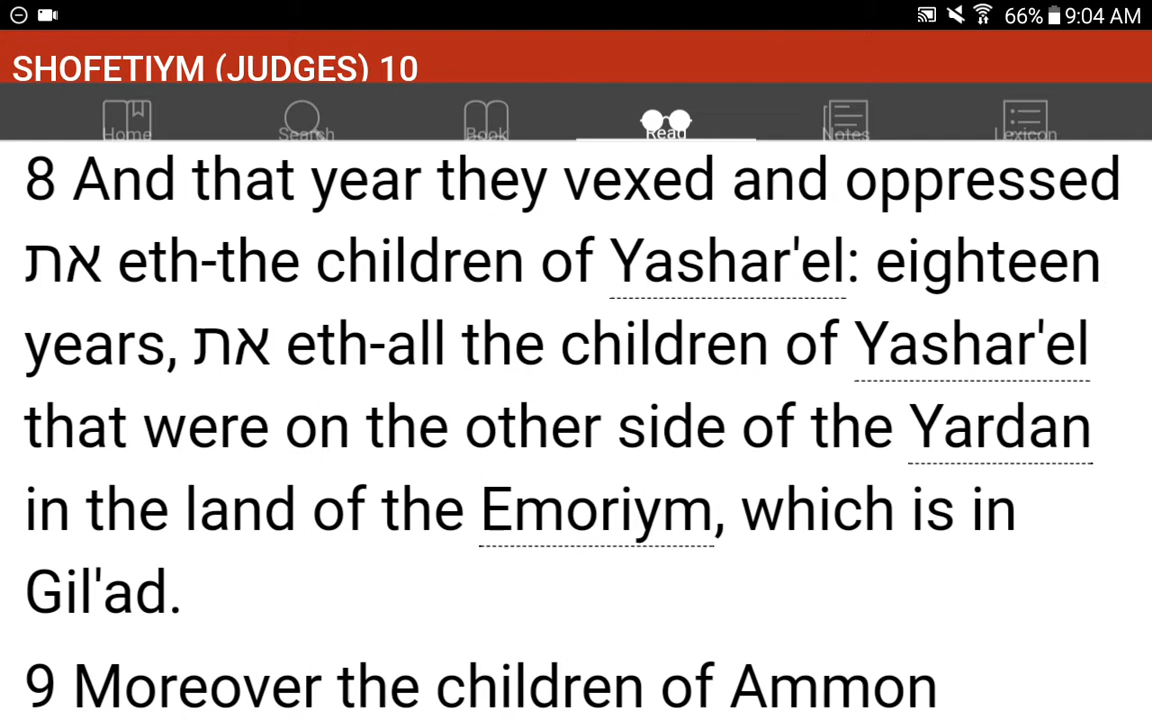 66% 9:04 AM
SHOFETIYM (JUDGES) 10
Home Search Book Read Notes Lexicon
8 And that year they vexed and oppressed
את eth-the children of Yashar'el: eighteen
years, את eth-all the children of Yashar'el
that were on the other side of the Yardan
in the land of the Emoriym, which is in
Gil'ad.
9 Moreover the children of Ammon